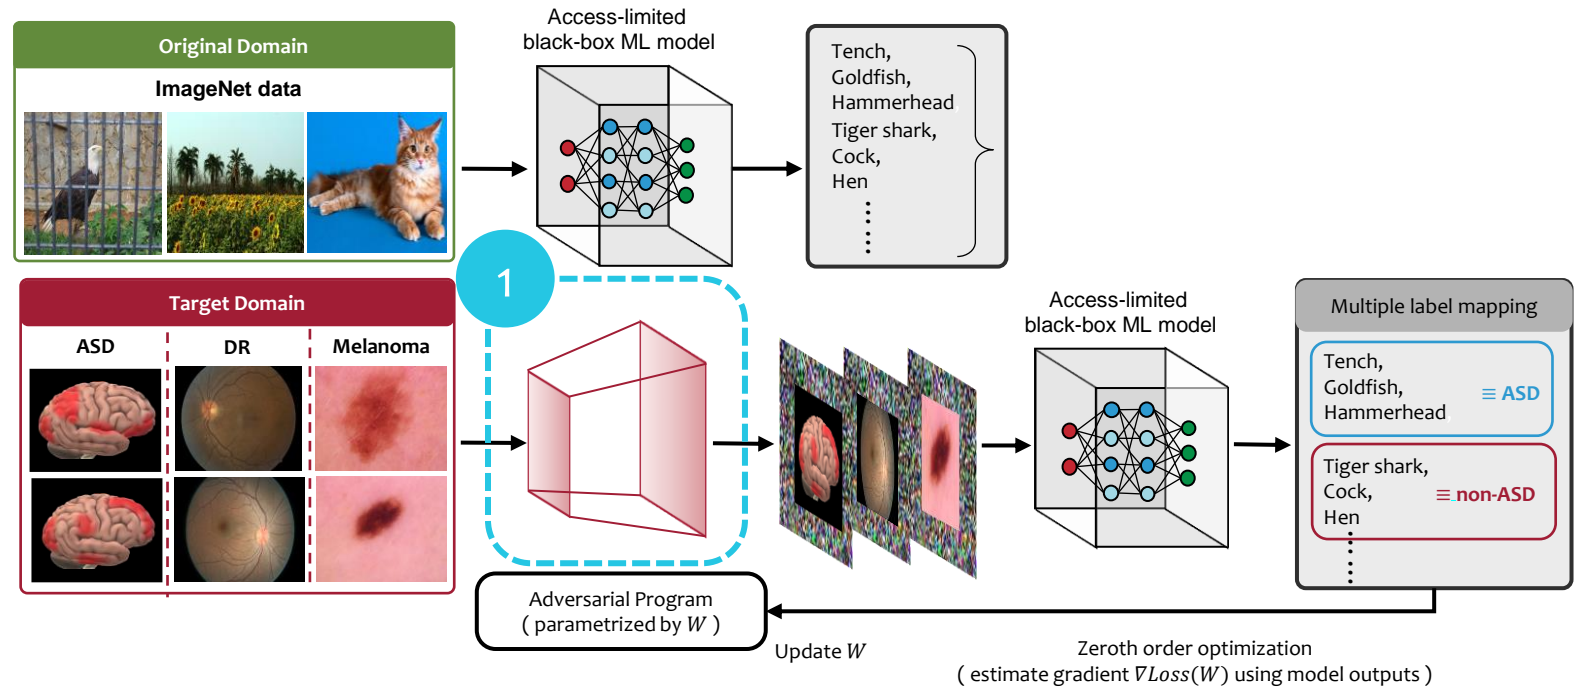 Original Domain
ImageNet data
Access-limited
black-box ML model
Tench,
Goldfish,
Hammerhead,
Tiger shark,
Cock,
Hen
Target Domain
ASD
DR
Melanoma
1
Access-limited
black-box ML model
Multiple label mapping
Tench,
Goldfish,
Hammerhead,
≡ ASD
Tiger shark,
Cock,
Hen
≡ non-ASD
Adversarial Program
( parametrized by W )
Update W
Zeroth order optimization
( estimate gradient ∇Loss(W) using model outputs )